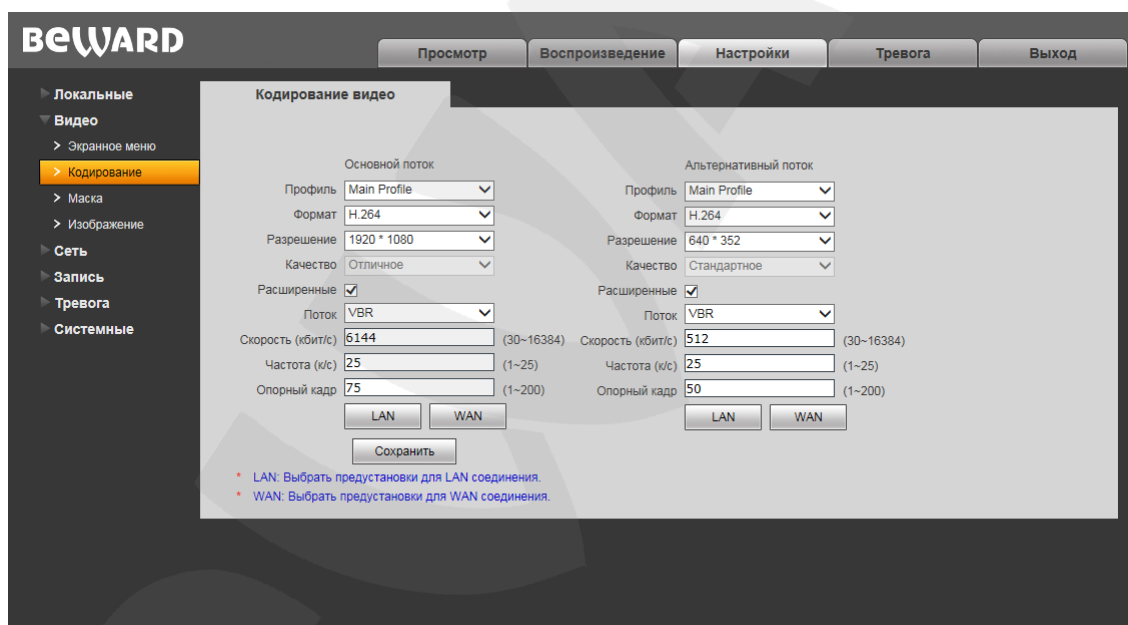 BEWARD
Просмотр Воспроизведение Настройки Тревога Выход
Локальные
Видео
> Экранное меню
> Кодирование
> Маска
> Изображение
Сеть
Запись
Тревога
Системные
Кодирование видео
Основной поток
Профиль Main Profile
Формат H.264
Разрешение 1920 * 1080
Качество Отличное
Расширенные
Поток VBR
Скорость (кбит/с) 6144 (30~16384)
Частота (к/с) 25 (1~25)
Опорный кадр 75 (1~200)
LAN WAN
Альтернативный поток
Профиль Main Profile
Формат H.264
Разрешение 640 * 352
Качество Стандартное
Расширенные
Поток VBR
Скорость (кбит/с) 512 (30~16384)
Частота (к/с) 25 (1~25)
Опорный кадр 50 (1~200)
LAN WAN
Сохранить
* LAN: Выбрать предустановки для LAN соединения.
* WAN: Выбрать предустановки для WAN соединения.